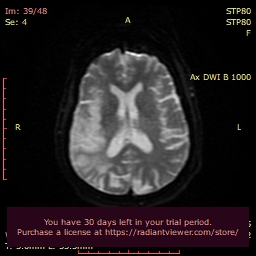 Im: 39/48
Se: 4
A
STP80
STP80
F
Ax DWI B 1000
R
L
You have 30 days left in your trial period.
Purchase a license at https://radiantviewer.com/store/